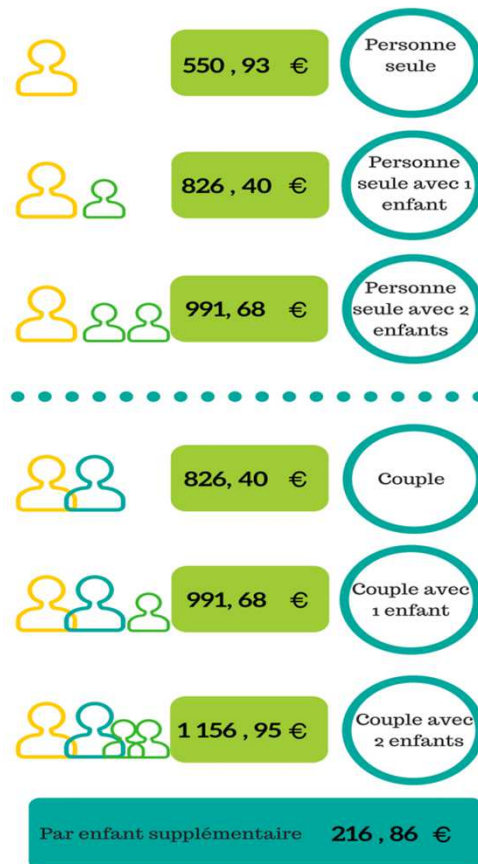 550 , 93 €
Personne
seule
826 , 40 €
Personne
seule avec 1
enfant
991, 68 €
Personne
seule avec 2
enfants
826, 40 €
Couple
991, 68 €
Couple avec
1 enfant
1 156 , 95 €
Couple avec
2 enfants
Par enfant supplémentaire 216 , 86 €